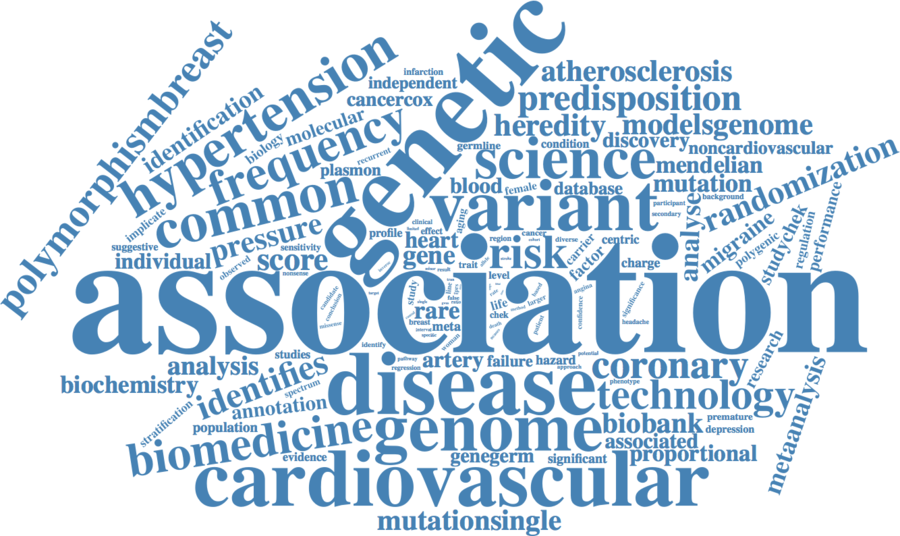 polymorphismbreast
identification
hypertension
biology
molecular
frequency
recurrent
common
implicate
suggestive
individual
pressure
observed
sensitivity
score
nonsense
plasmon
cancercox
independent
infarction
genetic
atherosclerosis
predisposition
heredity
modelsgenome
germline
condition
discovery
noncardiovascular
science
mendelian
mutation
background
blood
female
database
variant
participant
secondary
randomization
analyse
migraine
polygenic
studychek
regulation
performance
profile
clinical
effect
aging
heart
gene
region
cancer
diverse
trait
risk
level
carrier
factor
centric
charge
association
candidate
conclusion
missense
study
rare
breast
meta
interval
specific
woman
false
life
chek
death
larger
patient
angina
confidence
significance
headache
identify
pathway
regression
studies
analysis
biochemistry
identifies
spectrum
annotation
stratification
population
disease
artery
failure
hazard
approach
potential
coronary
phenotype
technology
research
metaanalysis
biomedicine
genome
biobank
premature
depression
associated
proportional
evidence
genegerm
significant
cardiovascular
mutationsingle